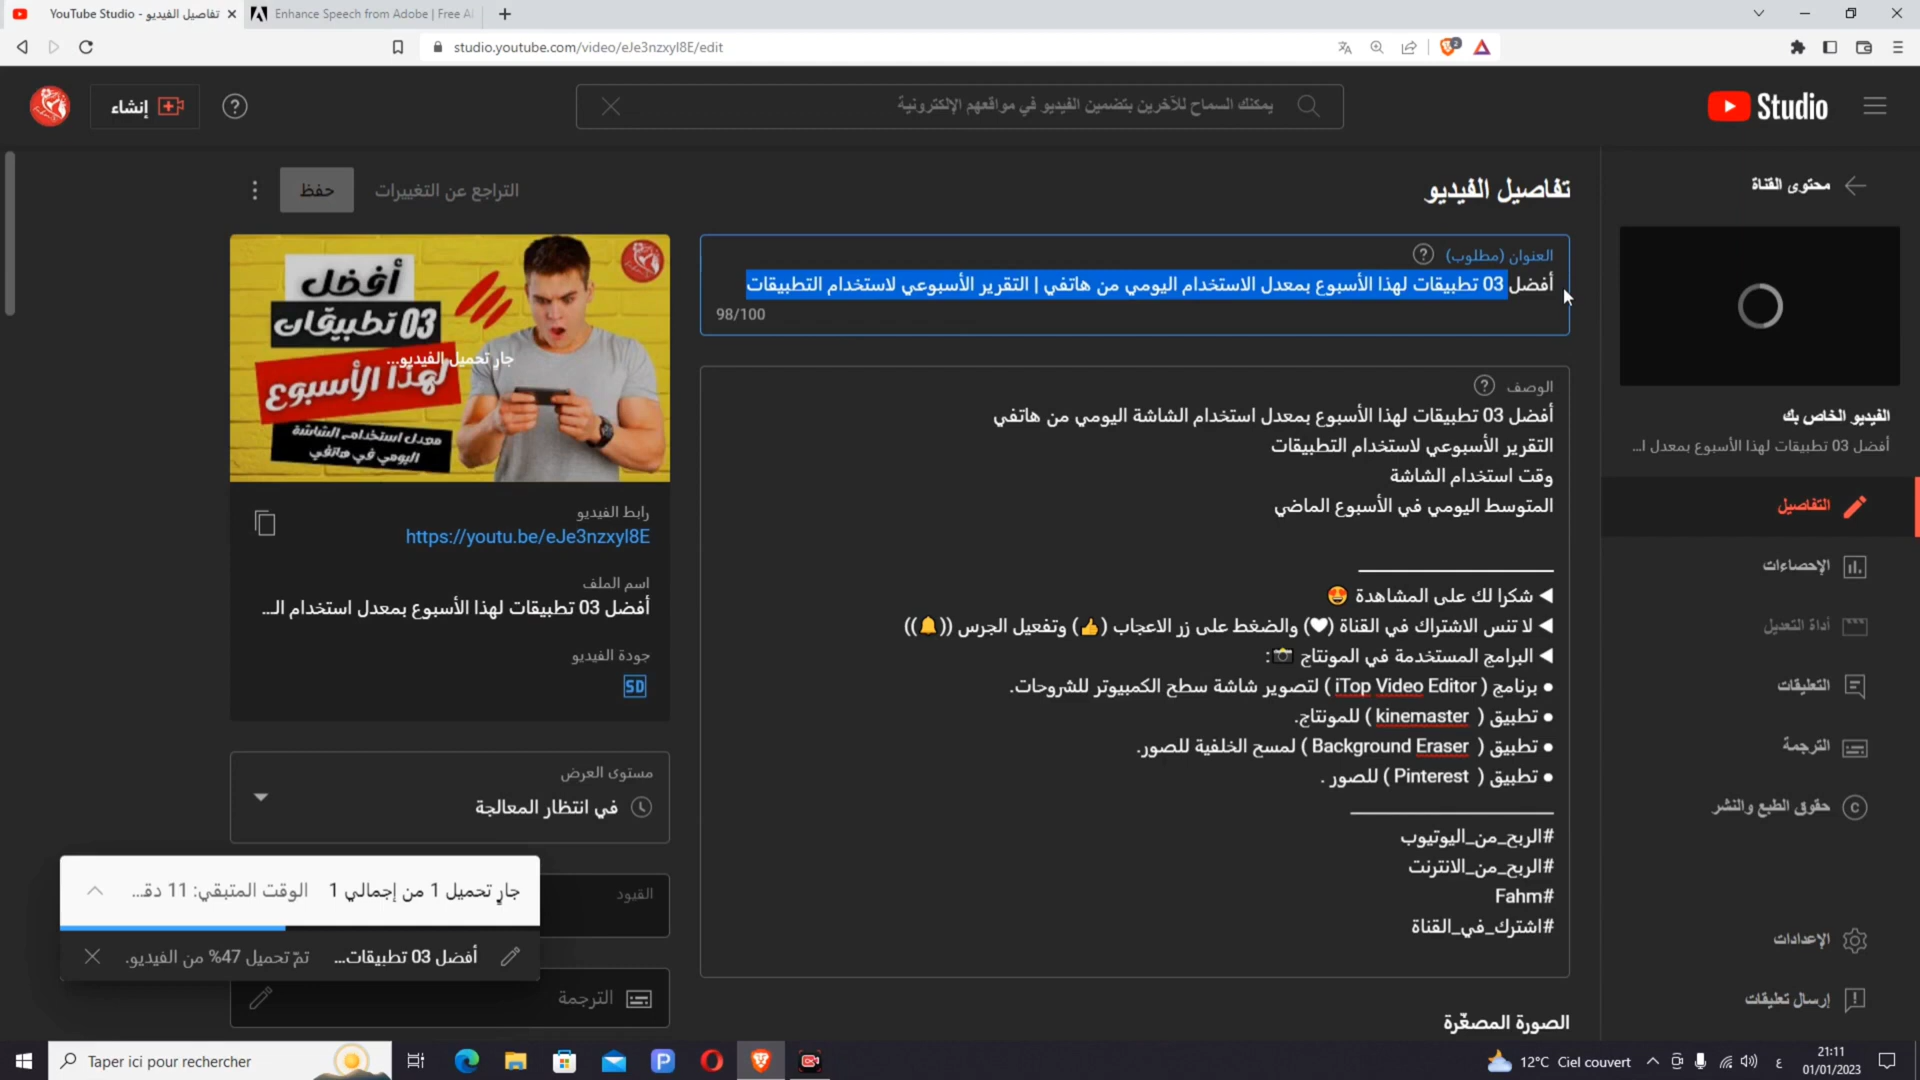 YouTube Studio - تفاصيل الفيديو
Enhance Speech from Adobe | Free A
studio.youtube.com/video/eJe3nzxyl8E/edit
2
Studio
يمكنك السماح للآخرين بتضمين الفيديو في مواقعهم الإلكترونية
إنشاء
محتوى القناة
تفاصيل الفيديو
التراجع عن التغييرات
حفظ
العنوان (مطلوب)
أفضل 03 تطبيقات لهذا الأسبوع بمعدل الاستخدام اليومي من هاتفي | التقرير الأسبوعي لاستخدام التطبيقات
98/100
أفضل
03 تطبيقات
لهذا الأسبوع
معدل استخدام الشاشة
اليومي في هاتفي
جارٍ تحميل الفيديو...
الوصف
أفضل 03 تطبيقات لهذا الأسبوع بمعدل استخدام الشاشة اليومي من هاتفي
التقرير الأسبوعي لاستخدام التطبيقات
وقت استخدام الشاشة
المتوسط اليومي في الأسبوع الماضي
◀ شكرا لك على المشاهدة 🤩
◀ لا تنس الاشتراك في القناة (🤍) والضغط على زر الاعجاب (👍) وتفعيل الجرس ((🔔))
◀ البرامج المستخدمة في المونتاج 📸:
● برنامج ( iTop Video Editor ) لتصوير شاشة سطح الكمبيوتر للشروحات.
● تطبيق ( kinemaster ) للمونتاج.
● تطبيق ( Background Eraser ) لمسح الخلفية للصور.
● تطبيق ( Pinterest ) للصور .
#الربح_من_اليوتيوب
#الربح_من_الانترنت
#Fahm
#اشترك_في_القناة
الصورة المصغّرة
رابط الفيديو
https://youtu.be/eJe3nzxyl8E
اسم الملف
أفضل 03 تطبيقات لهذا الأسبوع بمعدل استخدام الـ...
جودة الفيديو
SD
مستوى العرض
في انتظار المعالجة
القيود
الترجمة
جارٍ تحميل 1 من إجمالي 1
الوقت المتبقي: 11 دقـ...
أفضل 03 تطبيقات...
تمّ تحميل 47% من الفيديو.
الفيديو الخاص بك
أفضل 03 تطبيقات لهذا الأسبوع بمعدل ا...
التفاصيل
الإحصاءات
أداة التعديل
التعليقات
الترجمة
حقوق الطبع والنشر
الإعدادات
إرسال تعليقات
Taper ici pour rechercher
12°C Ciel couvert
ع
21:11
01/01/2023